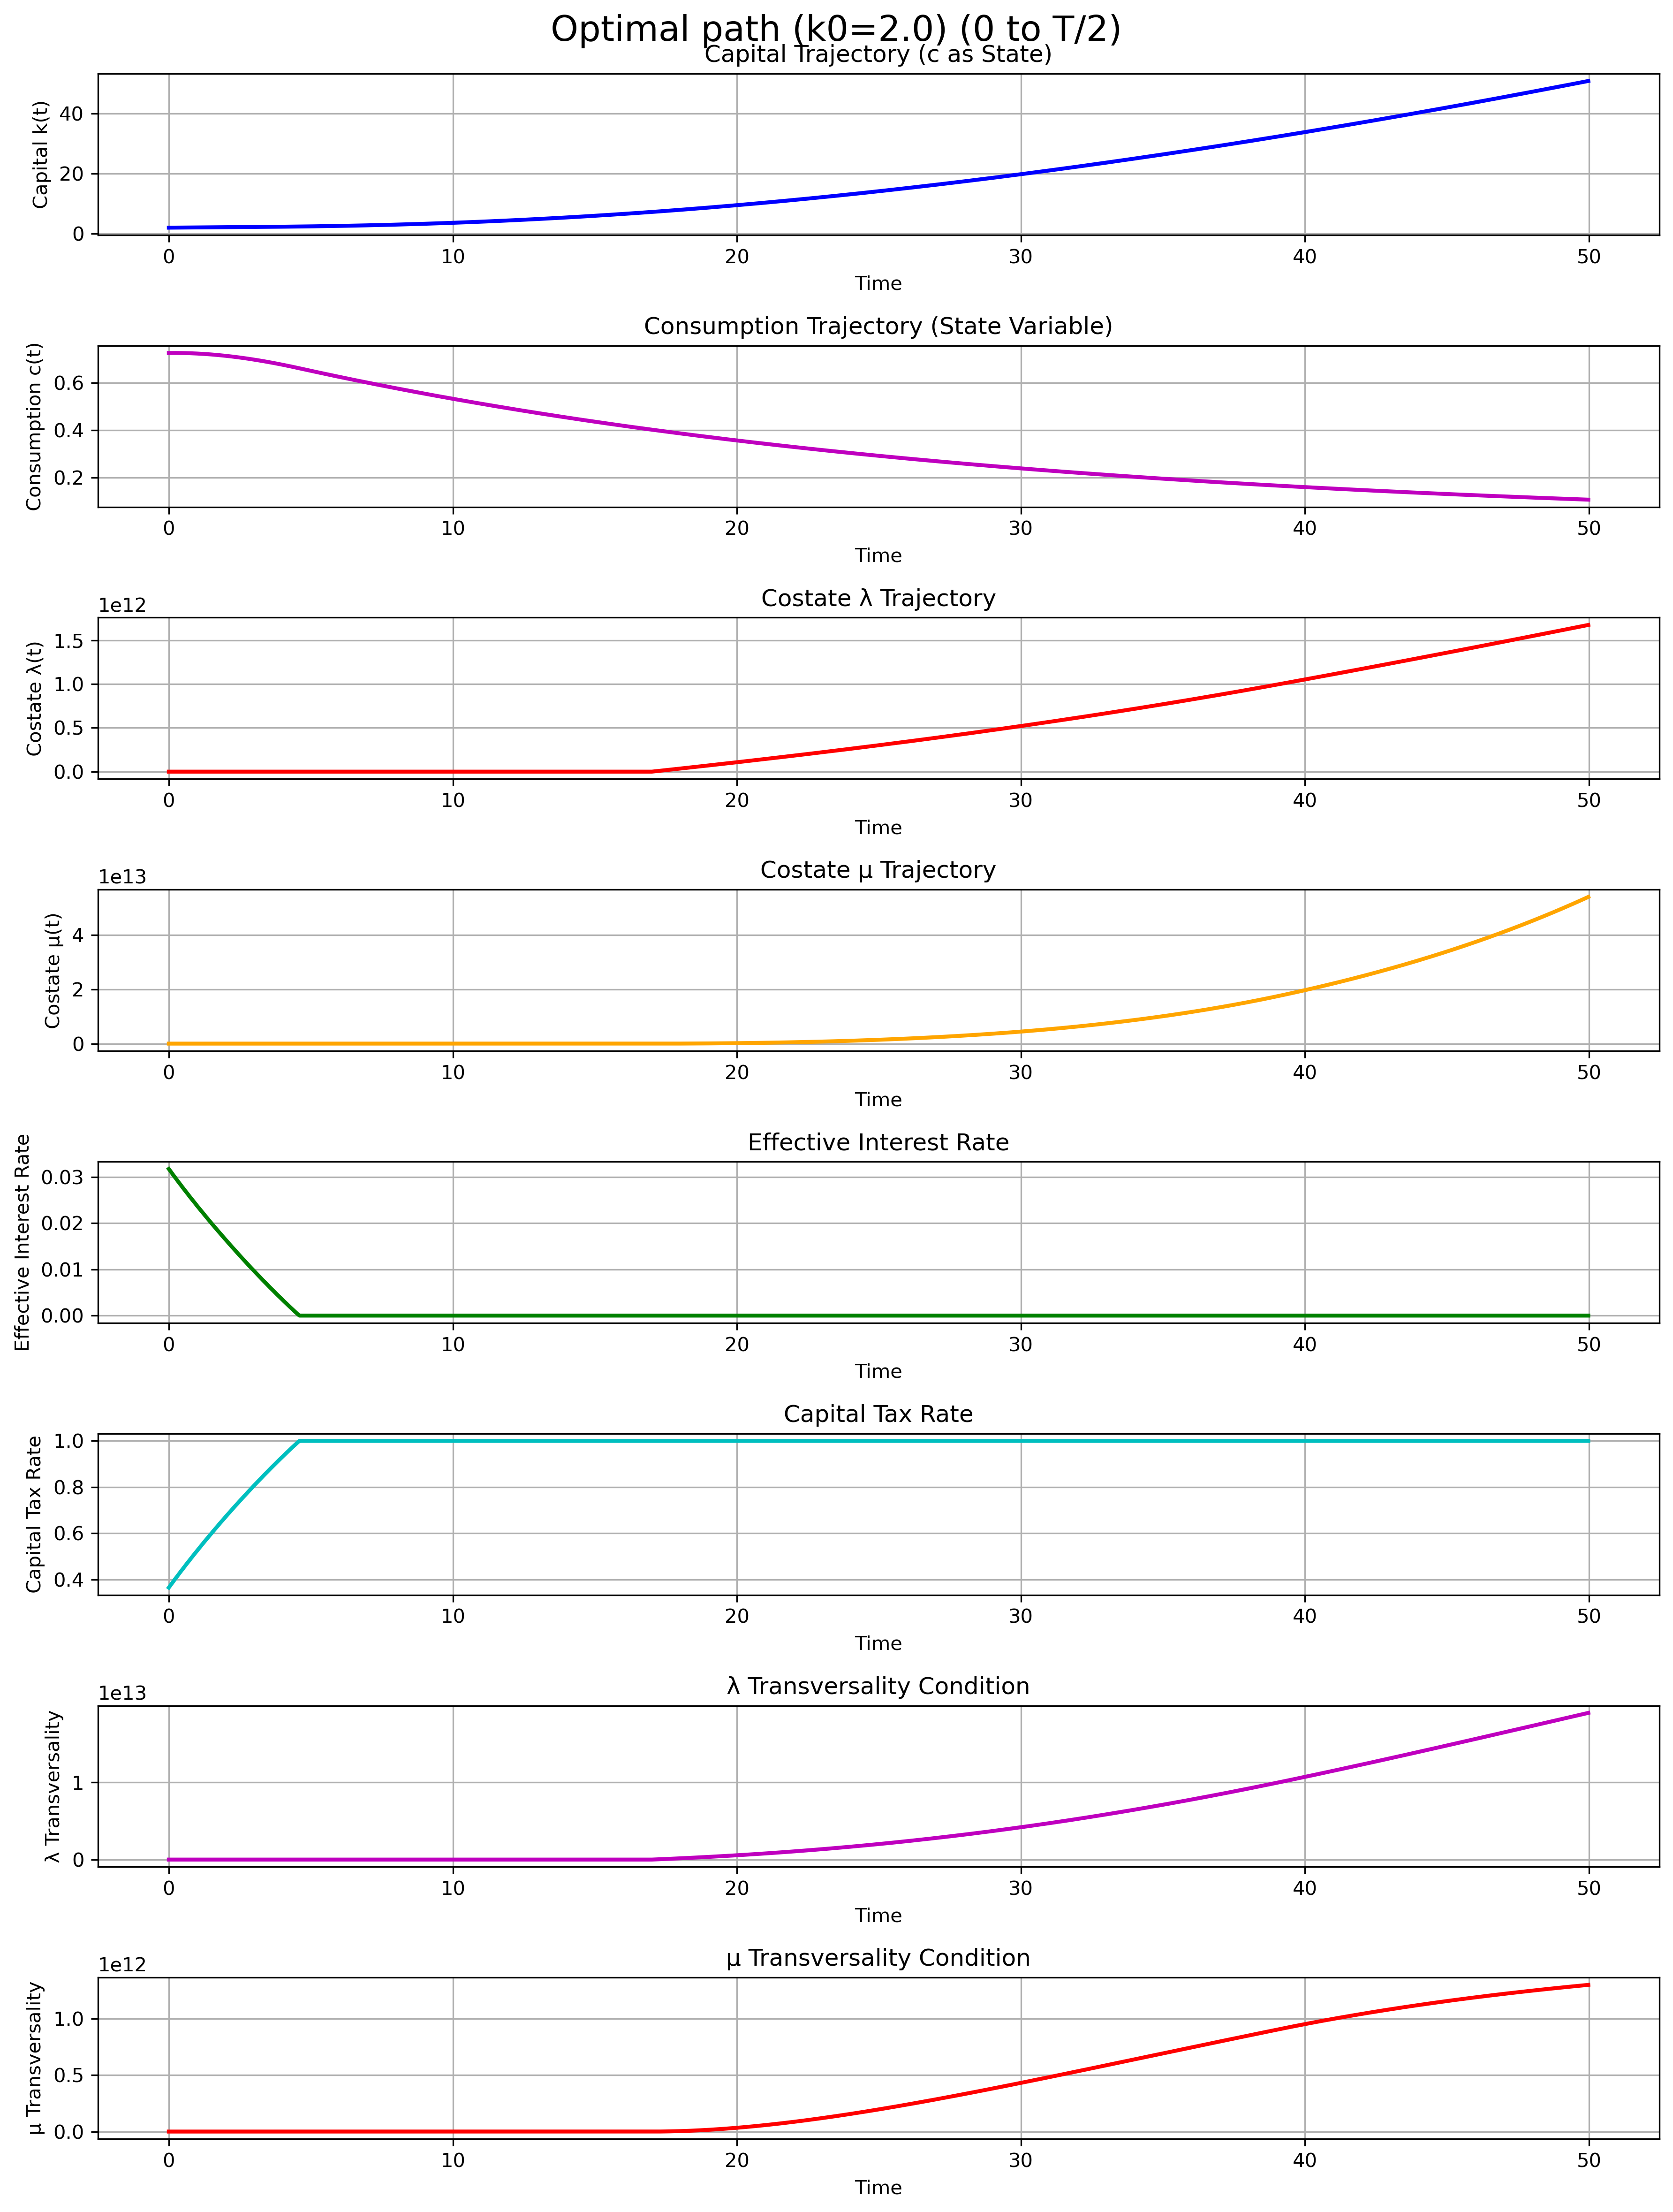 Optimal path (k0=2.0) (0 to T/2)
Capital Trajectory (c as State)
Capital k(t)
40
20
0
0 10 20 30 40 50
Time
Consumption Trajectory (State Variable)
Consumption c(t)
0.6
0.4
0.2
0 10 20 30 40 50
Time
Costate λ Trajectory
1e12
Costate λ(t)
1.5
1.0
0.5
0.0
0 10 20 30 40 50
Time
Costate μ Trajectory
1e13
Costate μ(t)
4
2
0
0 10 20 30 40 50
Time
Effective Interest Rate
Effective Interest Rate
0.03
0.02
0.01
0.00
0 10 20 30 40 50
Time
Capital Tax Rate
Capital Tax Rate
1.0
0.8
0.6
0.4
0 10 20 30 40 50
Time
λ Transversality Condition
1e13
λ Transversality
1
0
0 10 20 30 40 50
Time
μ Transversality Condition
1e12
μ Transversality
1.0
0.5
0.0
0 10 20 30 40 50
Time